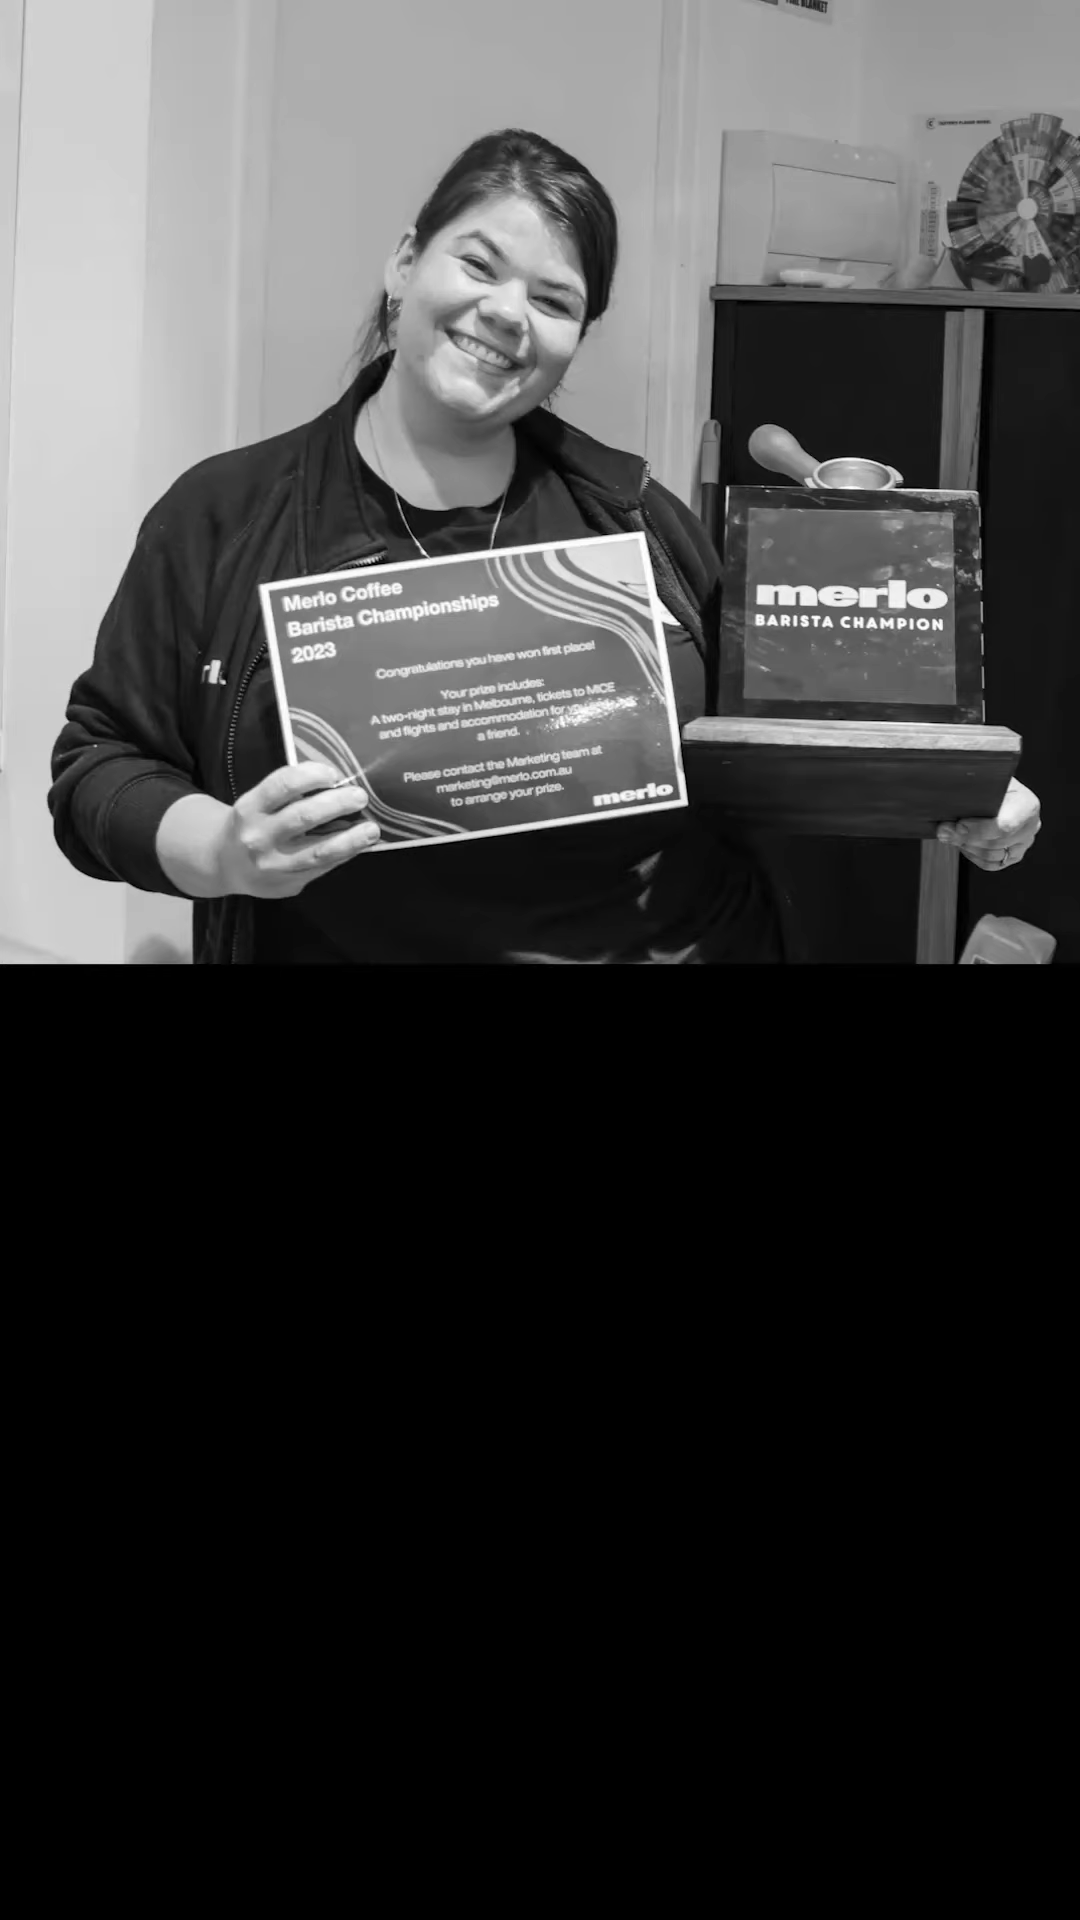 FIRE BLANKET
Merlo Coffee
Barista Championships
2023
Congratulations you have won first place!
Your prize includes:
A two-night stay in Melbourne, tickets to MICE
and flights and accommodation for
a friend.
Please contact the Marketing team at
marketing@merlo.com.au
to arrange your prize.
merlo
merlo
BARISTA CHAMPION